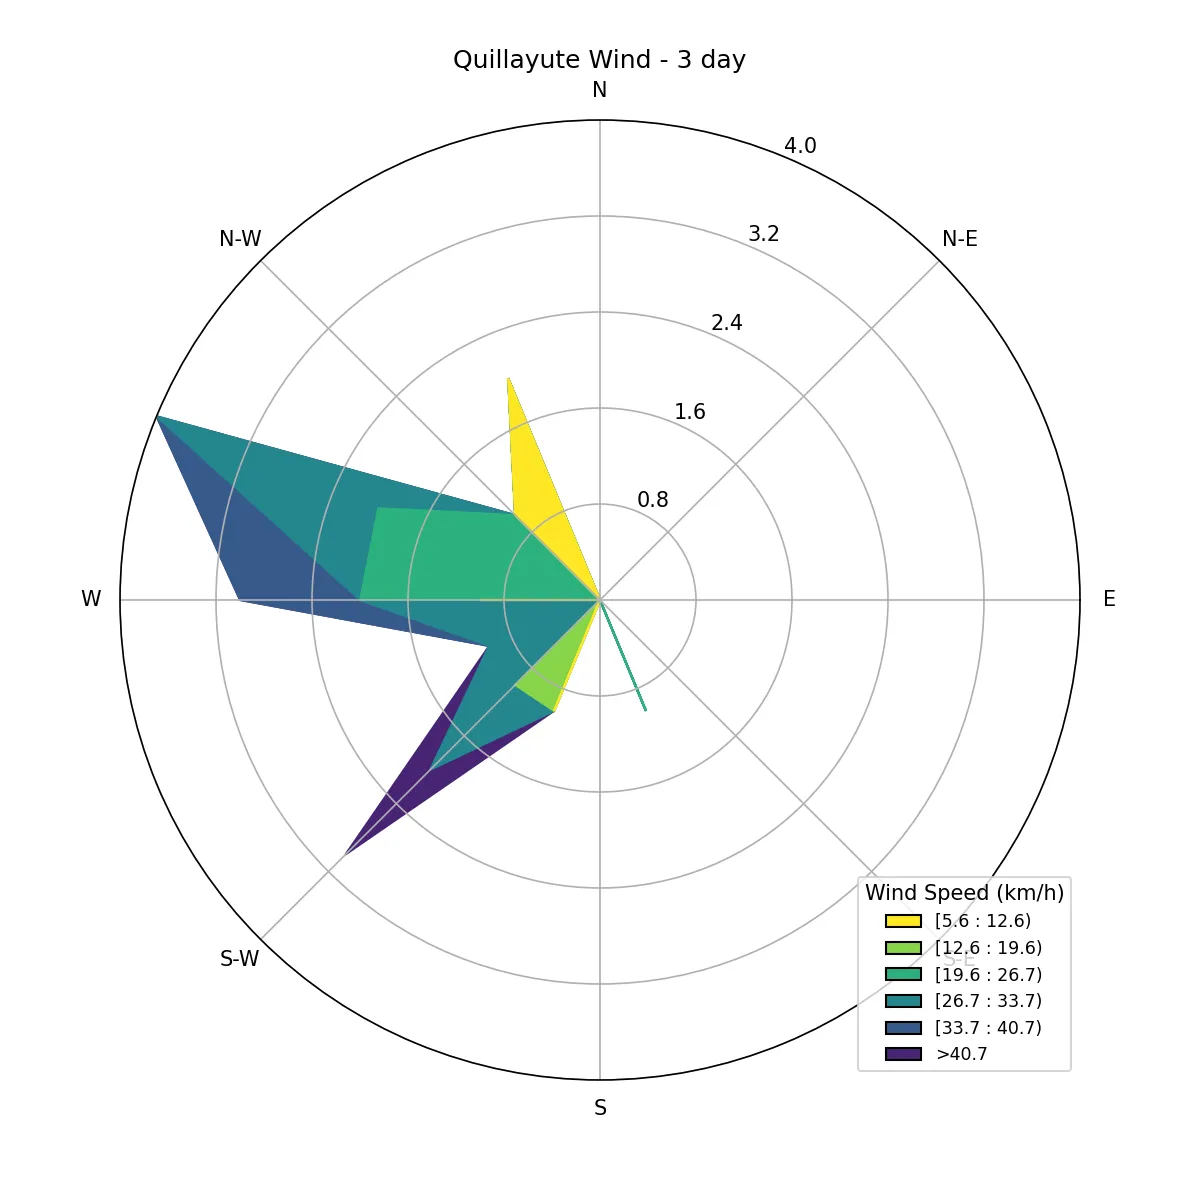 Quillayute Wind - 3 day
N
4.0
N-W
3.2
N-E
2.4
1.6
0.8
W
E
Wind Speed (km/h)
[5.6 : 12.6)
[12.6 : 19.6)
S-W
S-E
[19.6 : 26.7)
[26.7 : 33.7)
[33.7 : 40.7)
>40.7
S